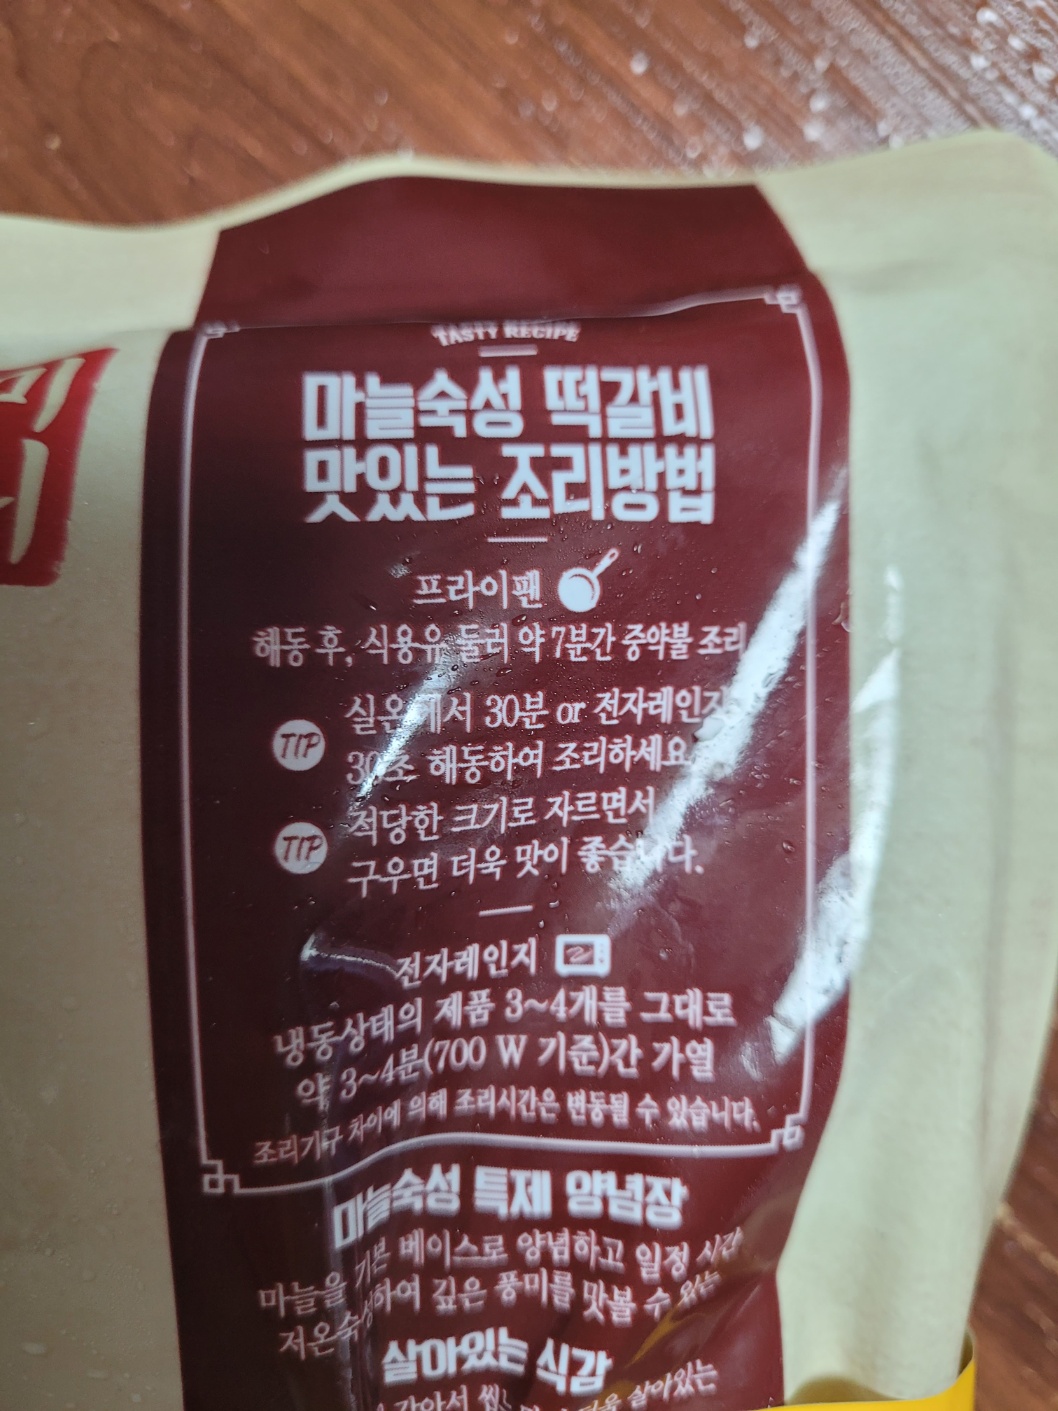 TASTY RECIPE
마늘숙성 떡갈비
맛있는 조리방법
프라이팬
해동 후, 식용유 둘러 약 7분간 중약불 조리
TIP
실온에서 30분 or 전자레인지
30초 해동하여 조리하세요
TIP
적당한 크기로 자르면서
구우면 더욱 맛이 좋습니다.
전자레인지
냉동상태의 제품 3~4개를 그대로
약 3~4분(700 W 기준)간 가열
조리기구 차이에 의해 조리시간은 변동될 수 있습니다.
마늘숙성 특제 양념장
마늘을 기본 베이스로 양념하고 일정 시간
저온숙성하여 깊은 풍미를 맛볼 수 있는
살아있는 식감
살아있는